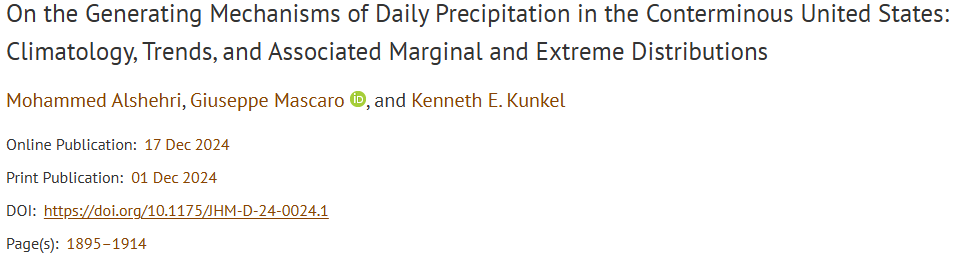 On the Generating Mechanisms of Daily Precipitation in the Conterminous United States:
Climatology, Trends, and Associated Marginal and Extreme Distributions
Mohammed Alshehri, Giuseppe Mascaro iD, and Kenneth E. Kunkel
Online Publication: 17 Dec 2024
Print Publication: 01 Dec 2024
DOI: https://doi.org/10.1175/JHM-D-24-0024.1
Page(s): 1895–1914